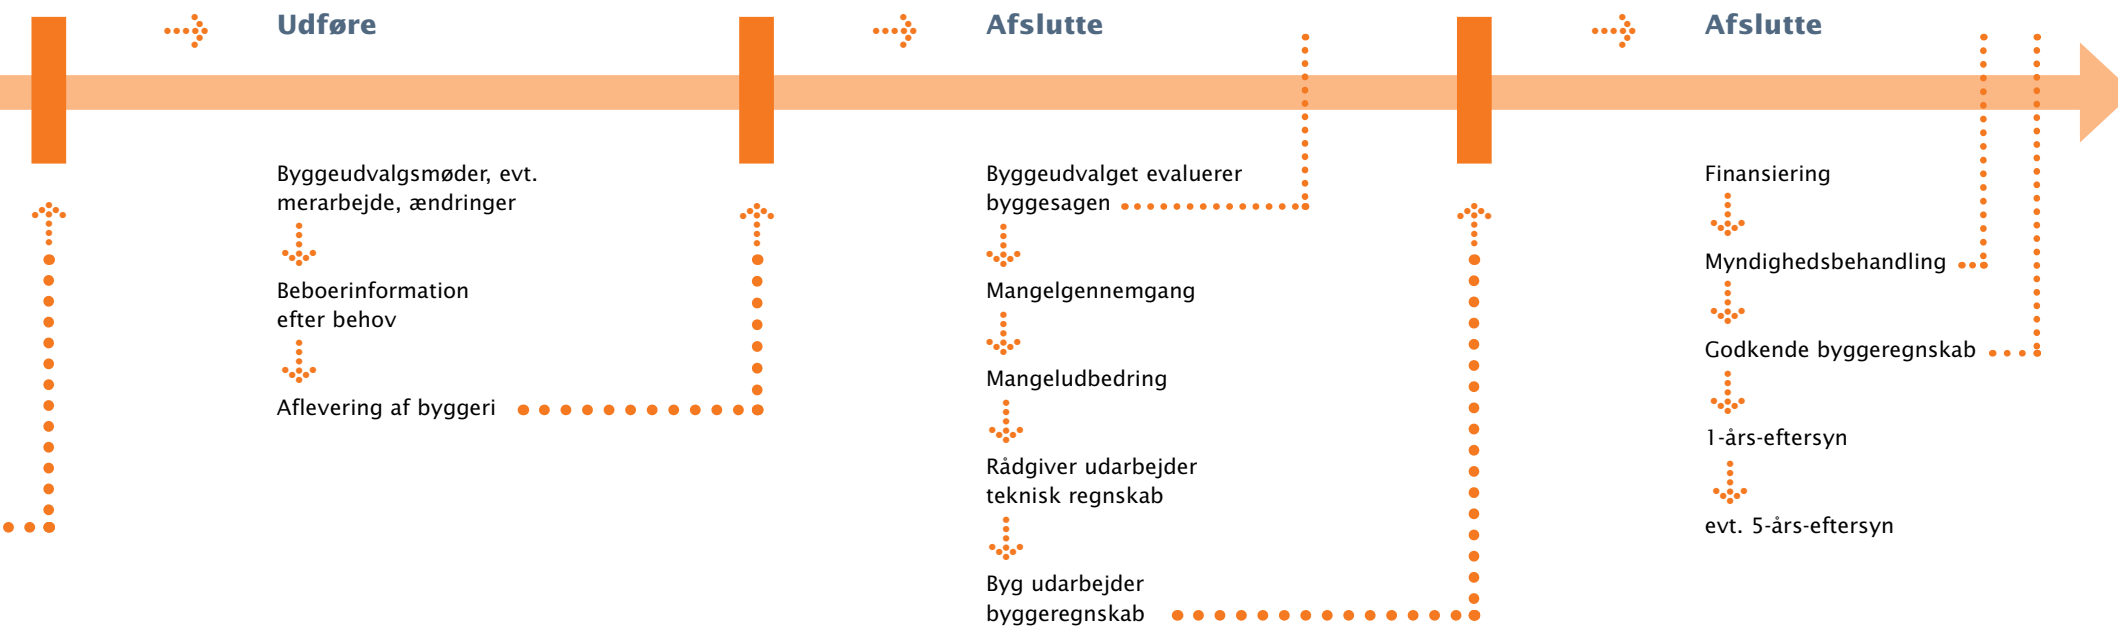 Udføre
Byggeudvalgsmøder, evt.
merarbejde, ændringer
Beboerinformation
efter behov
Aflevering af byggeri
Afslutte
Byggeudvalget evaluerer
byggesagen
Mangelgennemgang
Mangeludbedring
Rådgiver udarbejder
teknisk regnskab
Byg udarbejder
byggeregnskab
Afslutte
Finansiering
Myndighedsbehandling
Godkende byggeregnskab
1-års-eftersyn
evt. 5-års-eftersyn